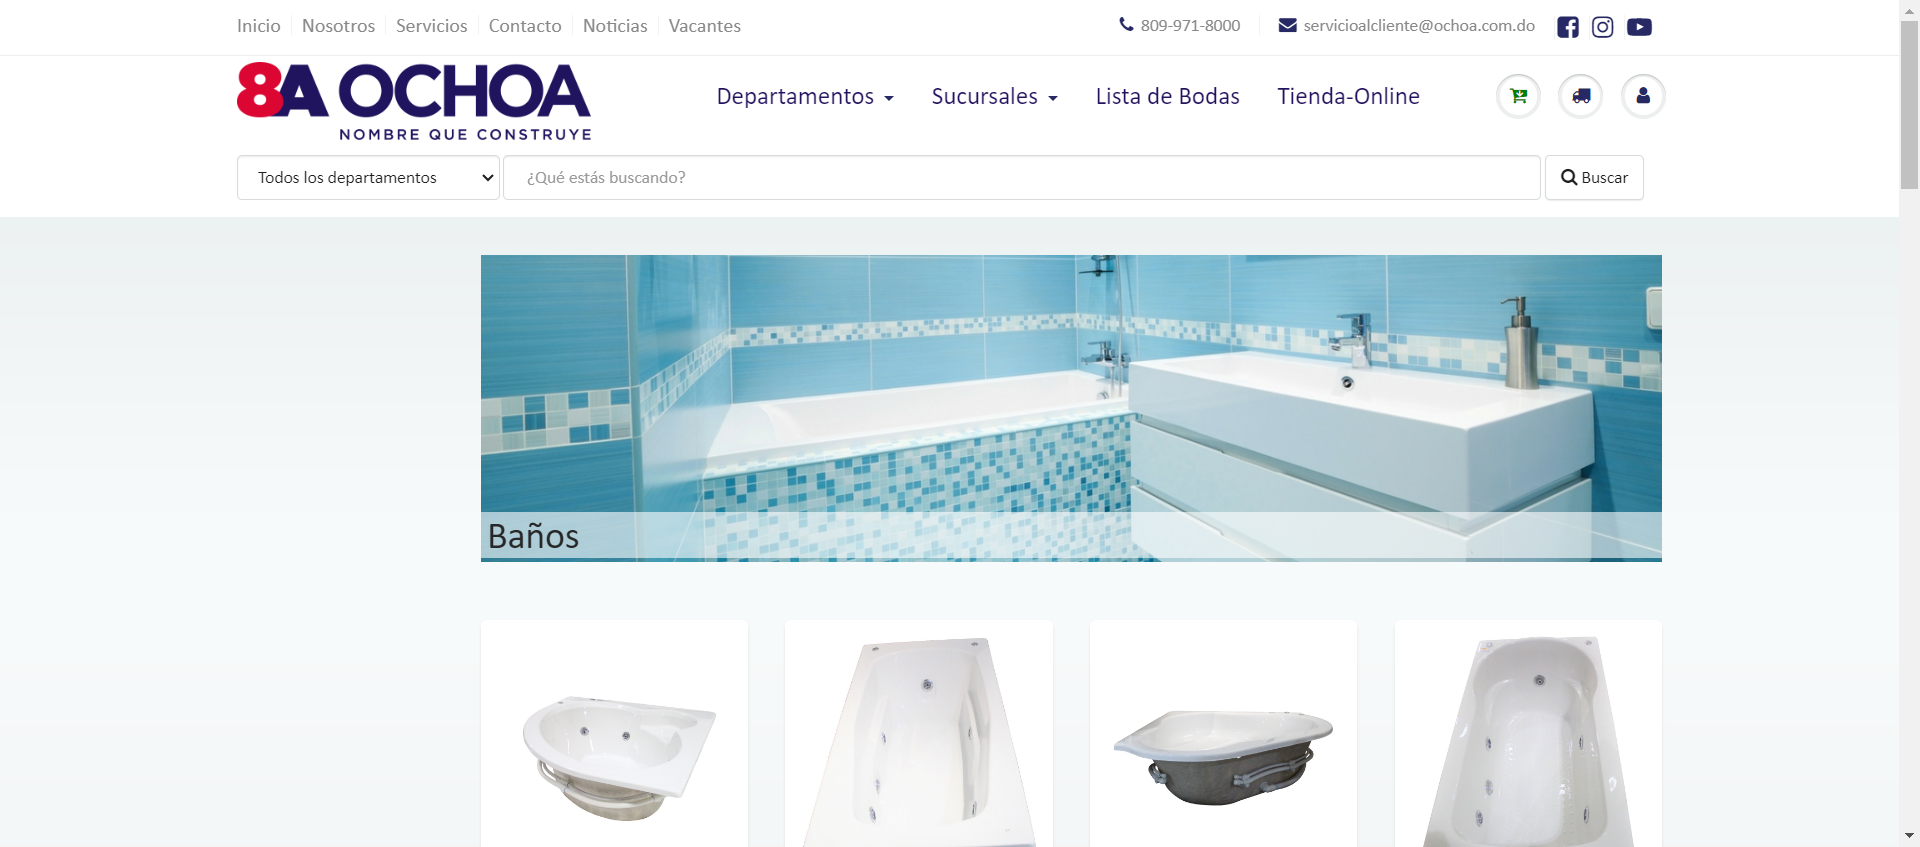 Inicio Nosotros Servicios Contacto Noticias Vacantes 809-971-8000 servicioalcliente@ochoa.com.do
8A OCHOA
NOMBRE QUE CONSTRUYE
Departamentos Sucursales Lista de Bodas Tienda-Online
Todos los departamentos ¿Qué estás buscando? Buscar
Baños